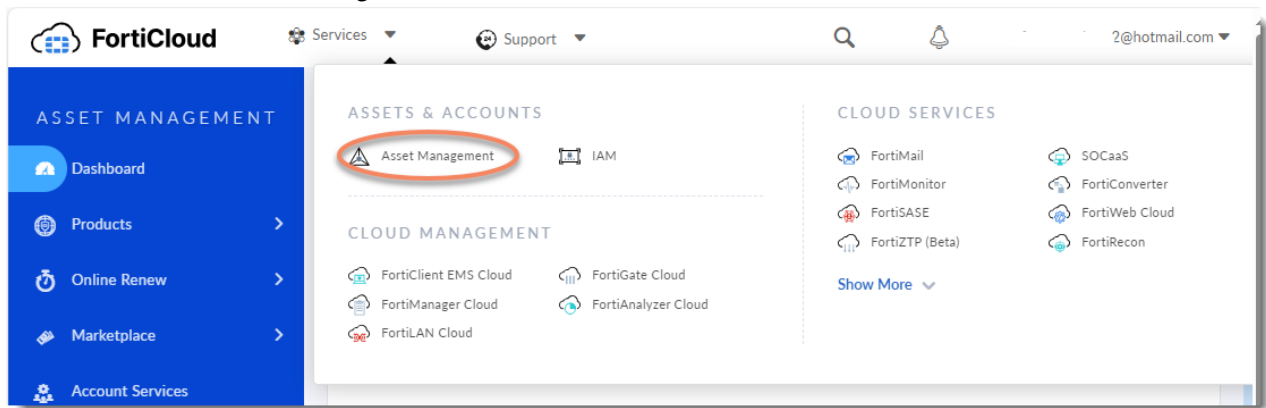 FortiCloud
Services
24
Support
2@hotmail.com
ASSET MANAGEMENT
Dashboard
Products
Online Renew
Marketplace
Account Services
ASSETS & ACCOUNTS
Asset Management
IAM
CLOUD MANAGEMENT
FortiClient EMS Cloud
FortiGate Cloud
FortiManager Cloud
FortiAnalyzer Cloud
FortiLAN Cloud
CLOUD SERVICES
FortiMail
SOCaaS
FortiMonitor
FortiConverter
FortiSASE
FortiWeb Cloud
FortiZTP (Beta)
FortiRecon
Show More